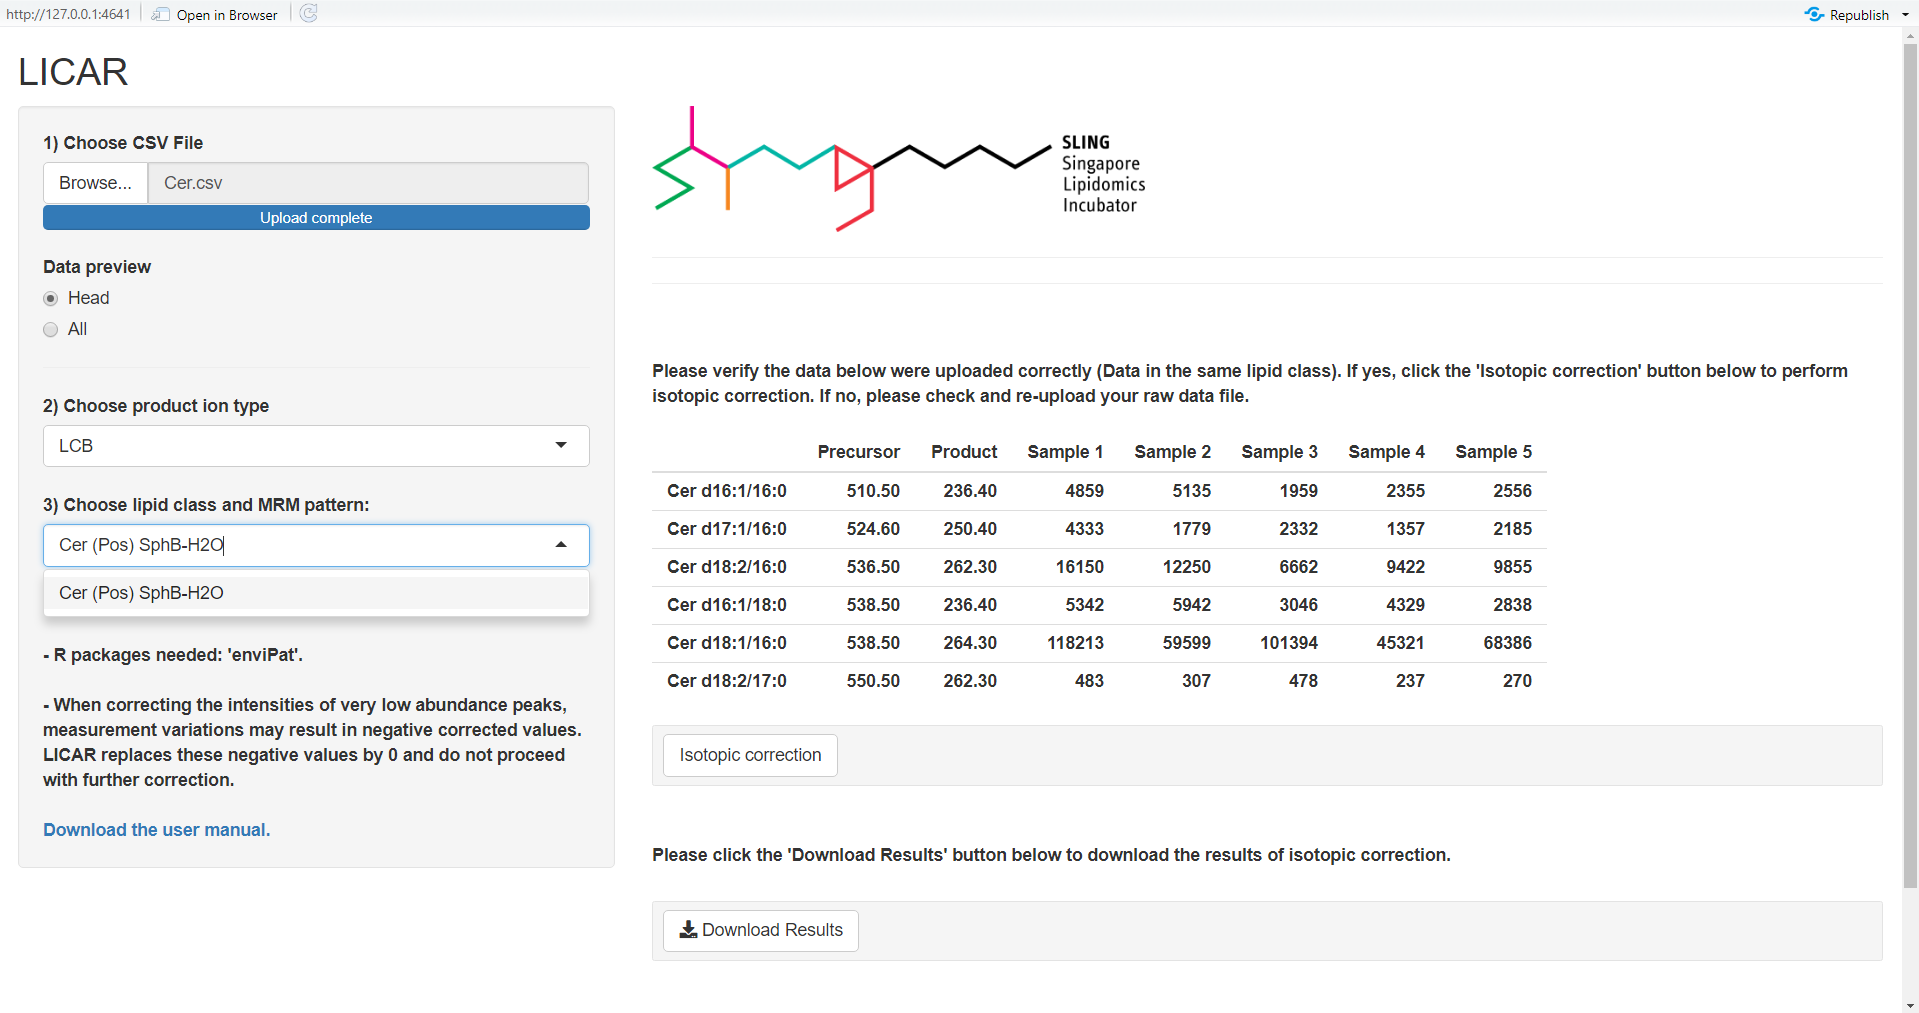 http://127.0.0.1:4641 Open in Browser Republish
LICAR
1) Choose CSV File
Browse... Cer.csv
Upload complete
Data preview
Head
All
2) Choose product ion type
LCB
3) Choose lipid class and MRM pattern:
Cer (Pos) SphB-H2O
Cer (Pos) SphB-H2O
- R packages needed: 'enviPat'.
- When correcting the intensities of very low abundance peaks,
measurement variations may result in negative corrected values.
LICAR replaces these negative values by 0 and do not proceed
with further correction.
Download the user manual.
SLING
Singapore
Lipidomics
Incubator
Please verify the data below were uploaded correctly (Data in the same lipid class). If yes, click the 'Isotopic correction' button below to perform
isotopic correction. If no, please check and re-upload your raw data file.
Precursor Product Sample 1 Sample 2 Sample 3 Sample 4 Sample 5
Cer d16:1/16:0 510.50 236.40 4859 5135 1959 2355 2556
Cer d17:1/16:0 524.60 250.40 4333 1779 2332 1357 2185
Cer d18:2/16:0 536.50 262.30 16150 12250 6662 9422 9855
Cer d16:1/18:0 538.50 236.40 5342 5942 3046 4329 2838
Cer d18:1/16:0 538.50 264.30 118213 59599 101394 45321 68386
Cer d18:2/17:0 550.50 262.30 483 307 478 237 270
Isotopic correction
Please click the 'Download Results' button below to download the results of isotopic correction.
Download Results